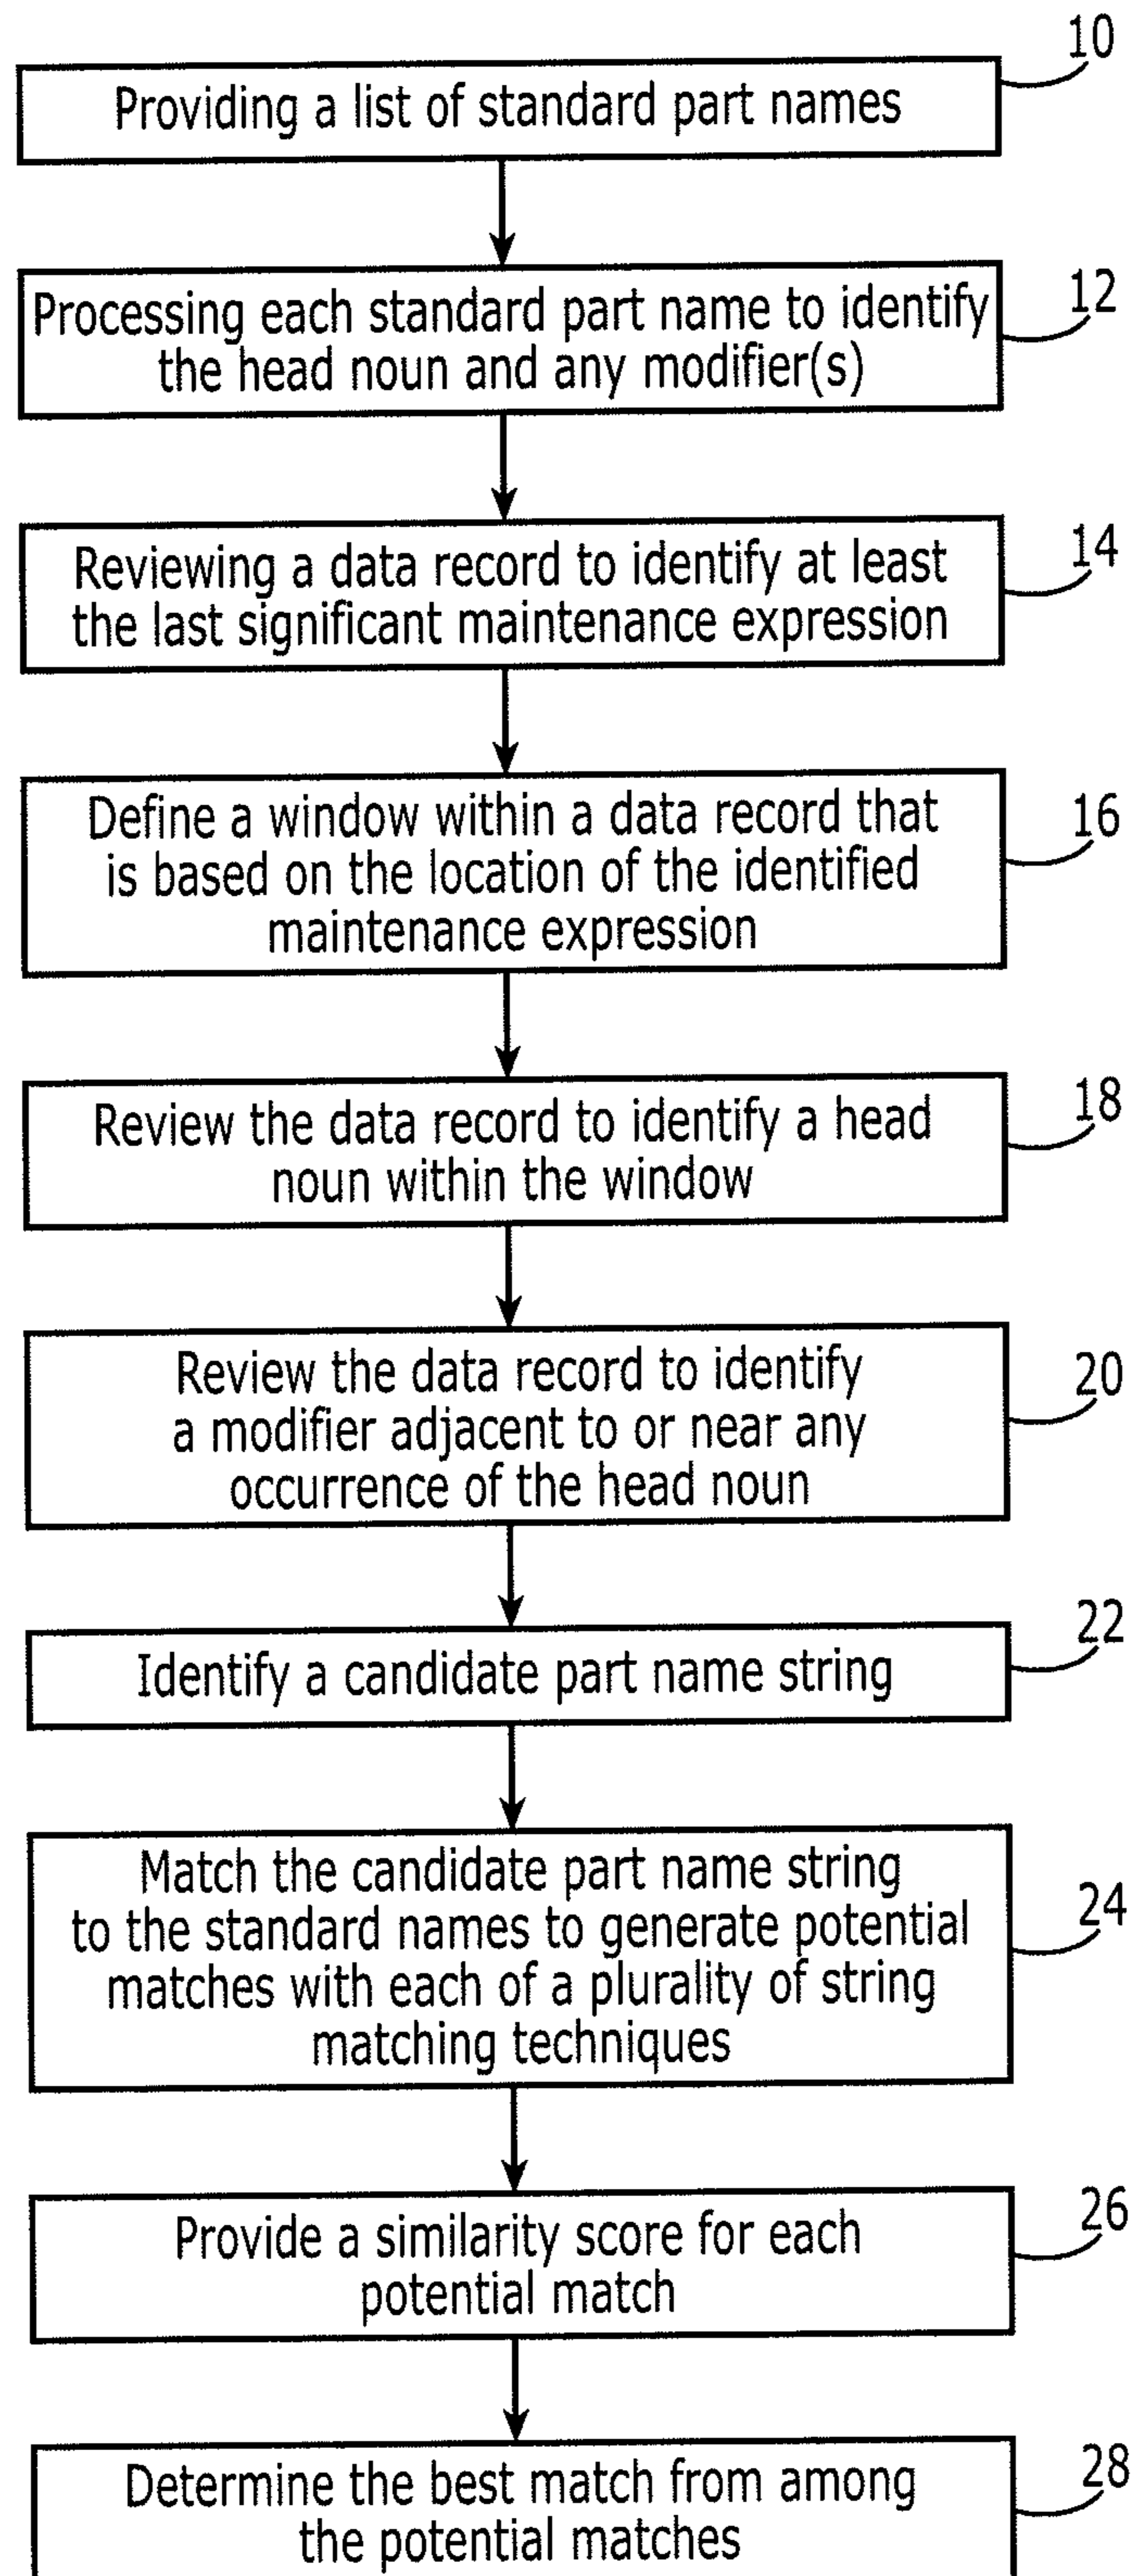 10
Providing a list of standard part names
12
Processing each standard part name to identify
the head noun and any modifier(s)
14
Reviewing a data record to identify at least
the last significant maintenance expression
16
Define a window within a data record that
is based on the location of the identified
maintenance expression
18
Review the data record to identify a head
noun within the window
20
Review the data record to identify
a modifier adjacent to or near any
occurrence of the head noun
22
Identify a candidate part name string
24
Match the candidate part name string
to the standard names to generate potential
matches with each of a plurality of string
matching techniques
26
Provide a similarity score for each
potential match
28
Determine the best match from among
the potential matches